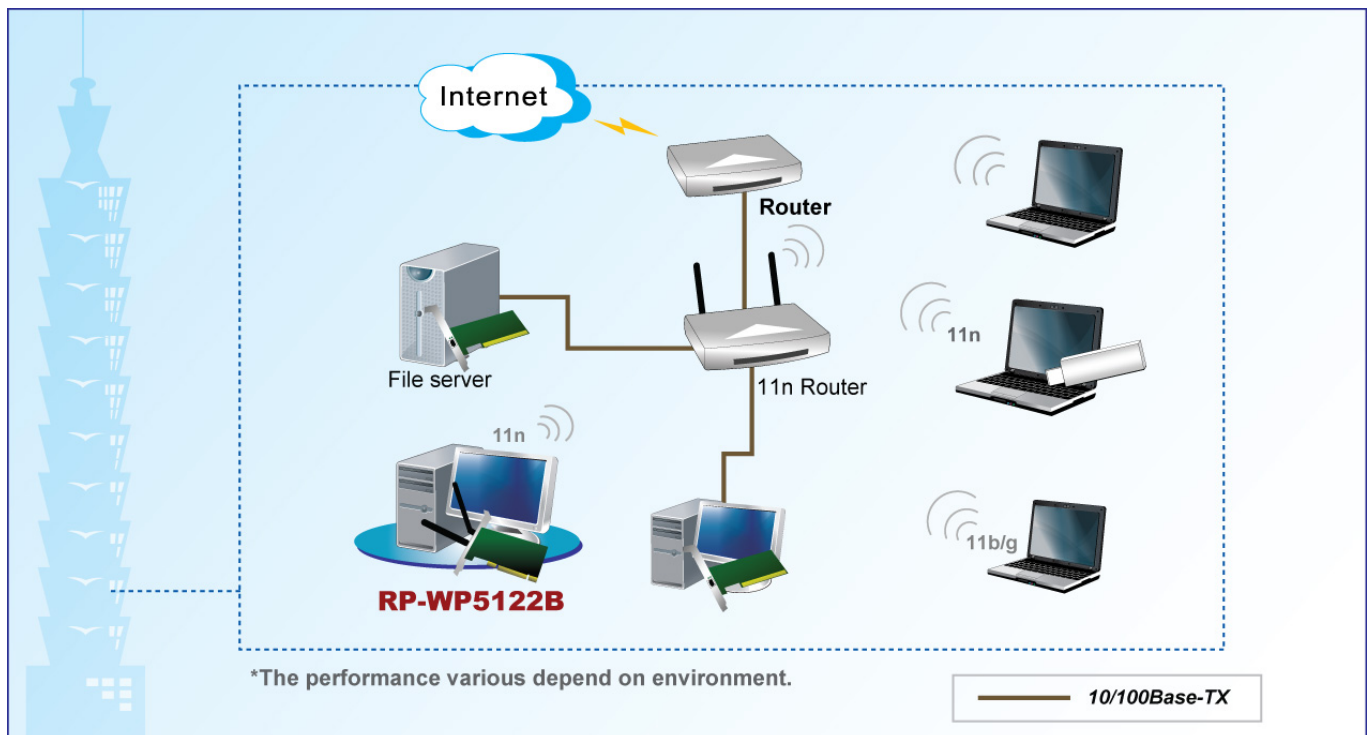 Internet
Router
File server
11n Router
11n
11n
11b/g
RP-WP5122B
*The performance various depend on environment.
10/100Base-TX